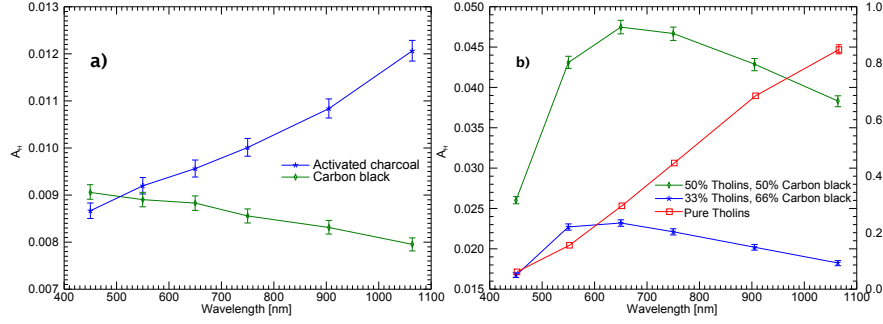 0.013
0.012
0.011
0.010
0.009
0.008
0.007
A_H
a)
Activated charcoal
Carbon black
400 500 600 700 800 900 1000 1100
Wavelength [nm]
0.050
0.045
0.040
0.035
0.030
0.025
0.020
0.015
A_H
b)
50% Tholins, 50% Carbon black
33% Tholins, 66% Carbon black
Pure Tholins
1.0
0.8
0.6
0.4
0.2
0.0
400 500 600 700 800 900 1000 1100
Wavelength [nm]